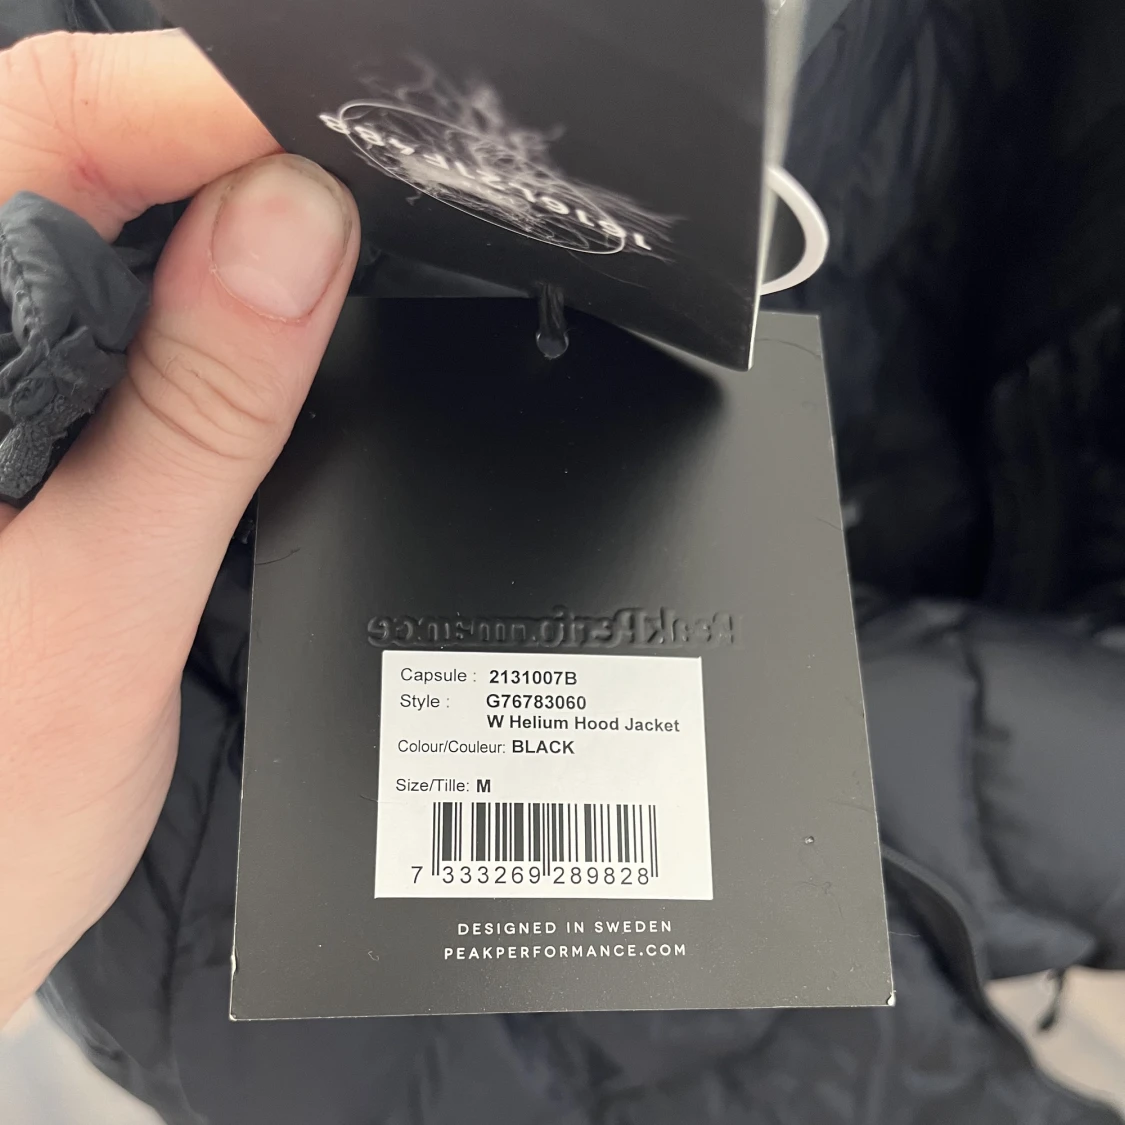 PeakPerformance
Capsule : 2131007B
Style : G76783060
W Helium Hood Jacket
Colour/Couleur: BLACK
Size/Tille: M
7 333269 289828
DESIGNED IN SWEDEN
PEAKPERFORMANCE.COM